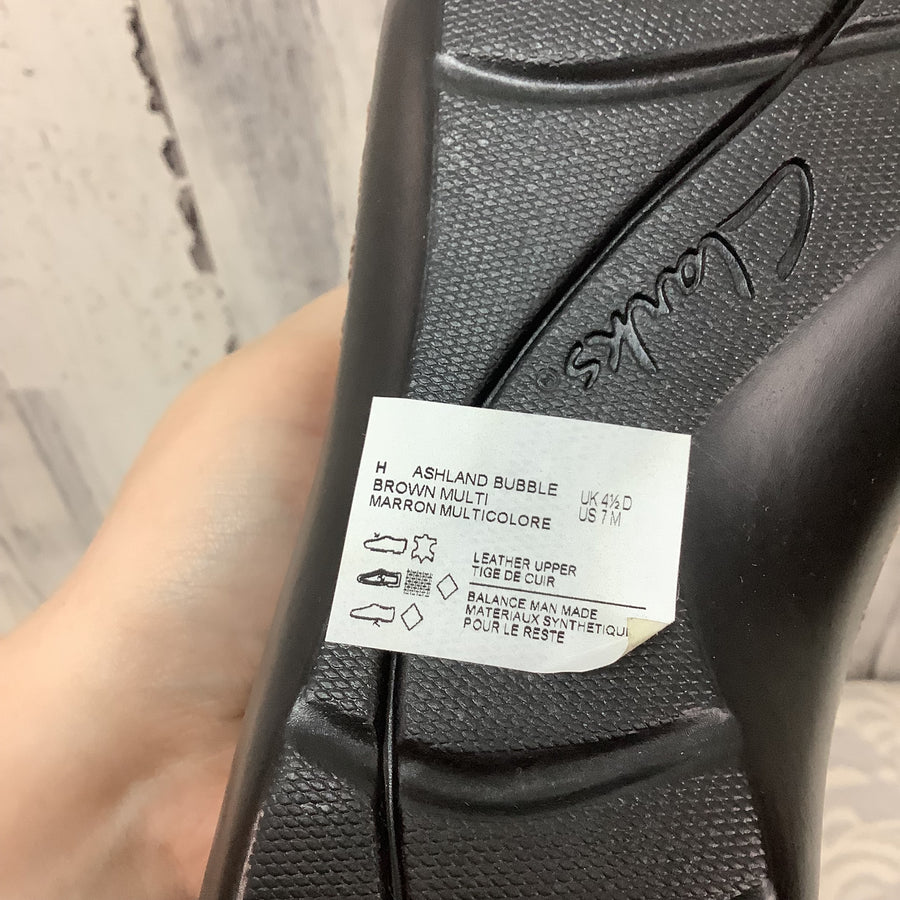 Clarks®
H ASHLAND BUBBLE
BROWN MULTI
MARRON MULTICOLORE
UK 4½ D
US 7 M
LEATHER UPPER
TIGE DE CUIR
BALANCE MAN MADE
MATERIAUX SYNTHETIQU
POUR LE RESTE